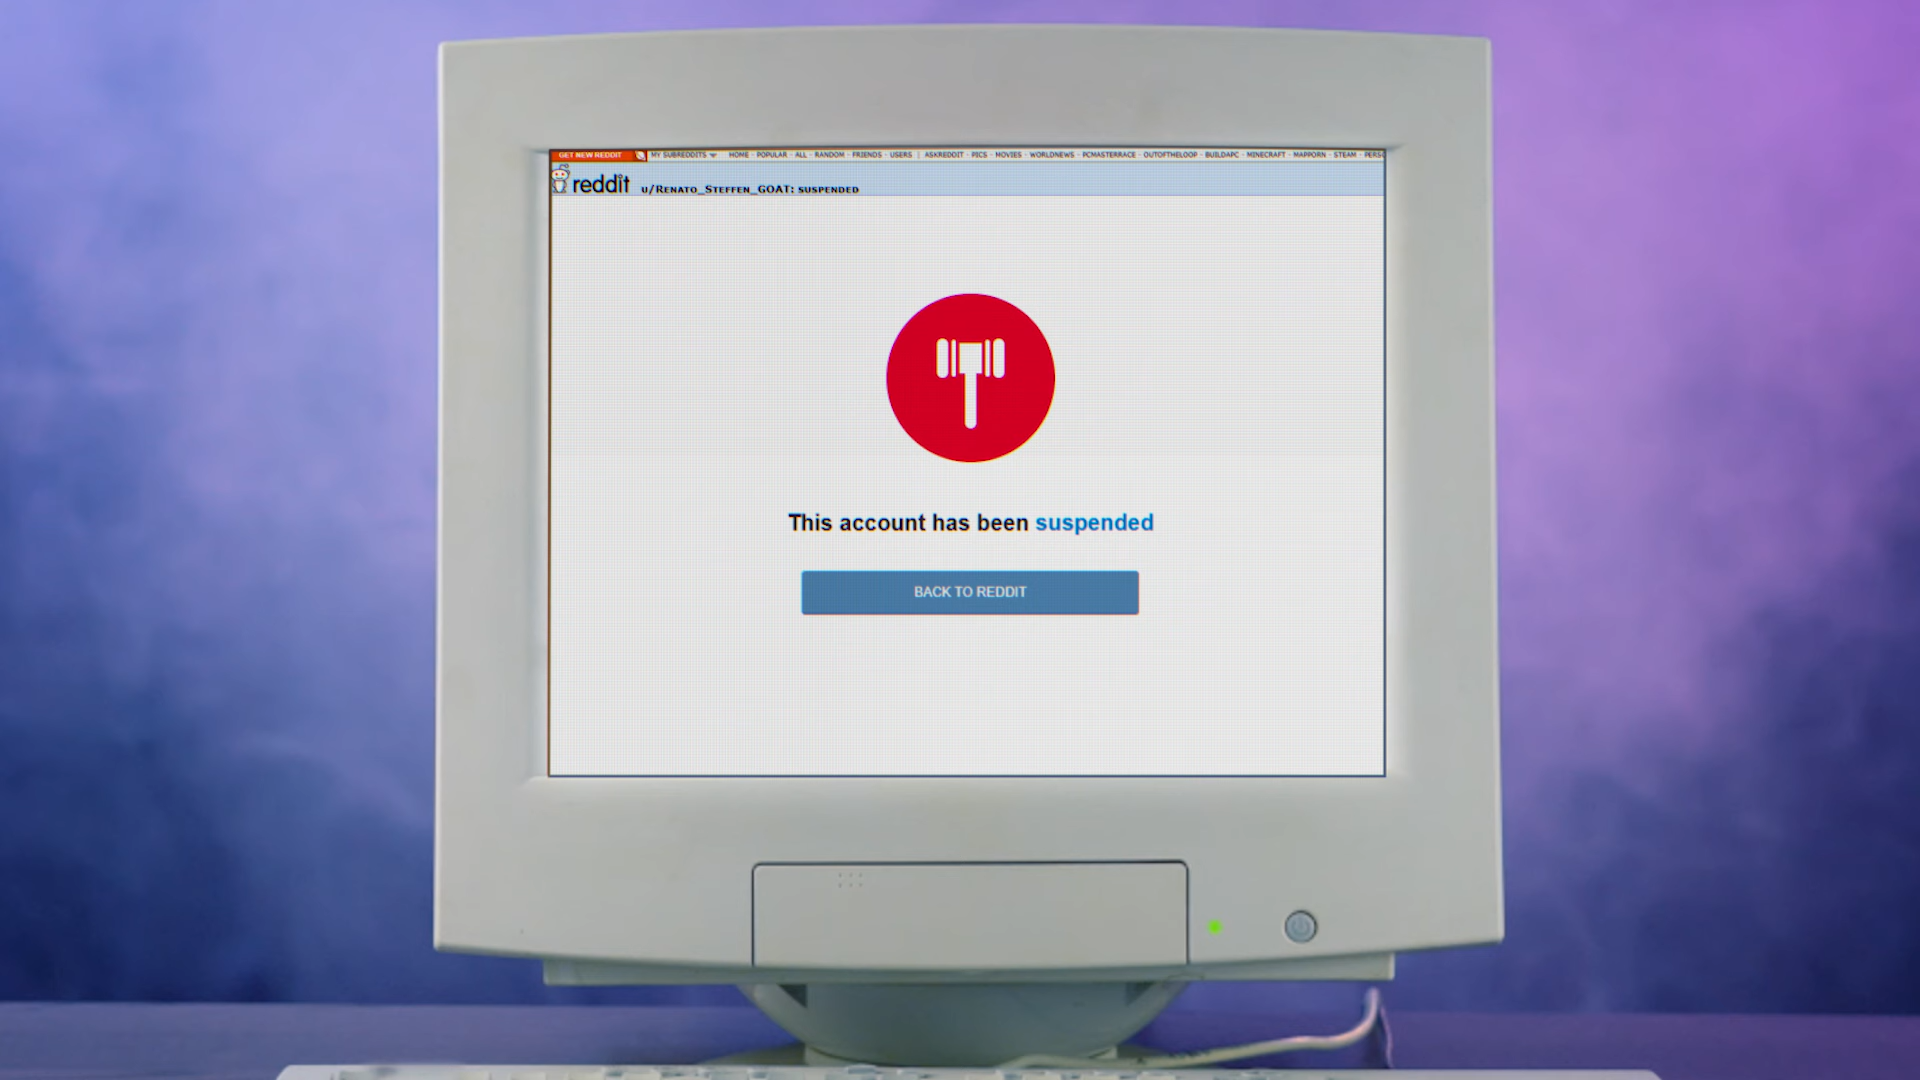 GET NEW REDDIT MY SUBREDDITS HOME - POPULAR - ALL - RANDOM - FRIENDS - USERS | ASKREDDIT - PICS - MOVIES - WORLDNEWS - PCMASTERRACE - OUTOFTHELOOP - BUILDAPC - MINECRAFT - MAPPORN - STEAM - PERSO
reddit u/Renato_Steffen_GOAT: suspended
This account has been suspended
BACK TO REDDIT